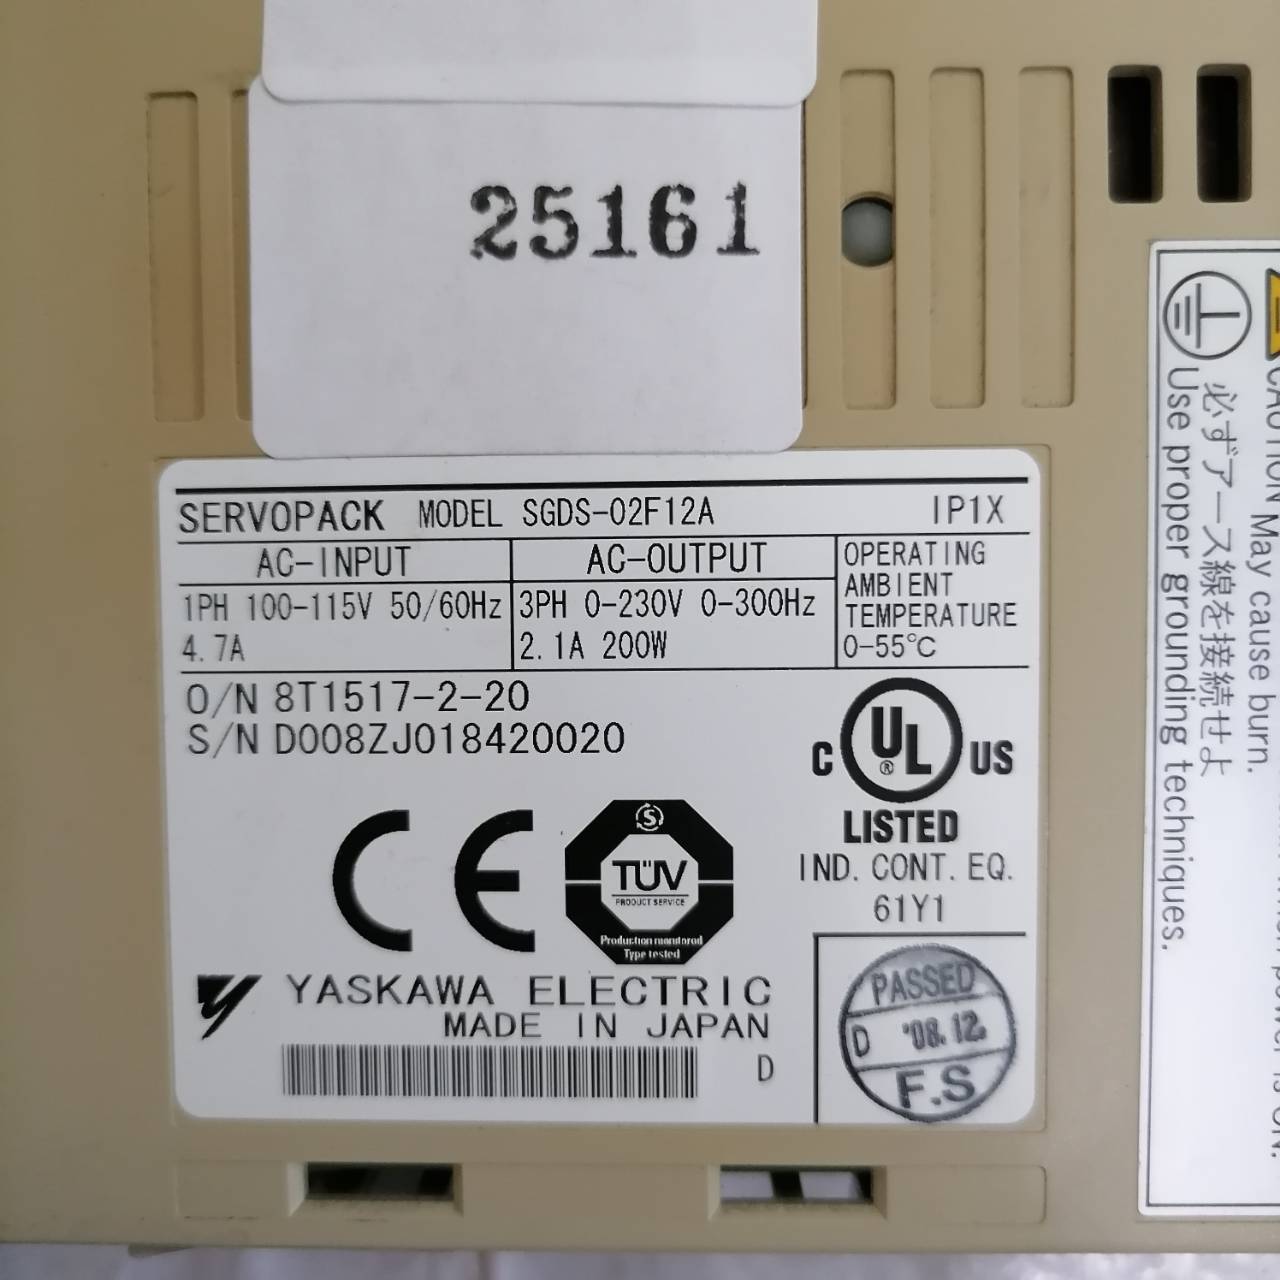 25161
SERVOPACK MODEL SGDS-02F12A IP1X
AC-INPUT
1PH 100-115V 50/60Hz
4.7A
AC-OUTPUT
3PH 0-230V 0-300Hz
2.1A 200W
OPERATING
AMBIENT
TEMPERATURE
0-55℃
O/N 8T1517-2-20
S/N D008ZJ018420020
C UL ® US
LISTED
IND. CONT. EQ.
61Y1
CE
S
TÜV
PRODUCT SERVICE
Production monitored
Type tested
YASKAWA ELECTRIC
MADE IN JAPAN
D
PASSED
D '08.12.
F.S
CAUTION May cause burn.
必ずアース線を接続せよ
Use proper grounding techniques.